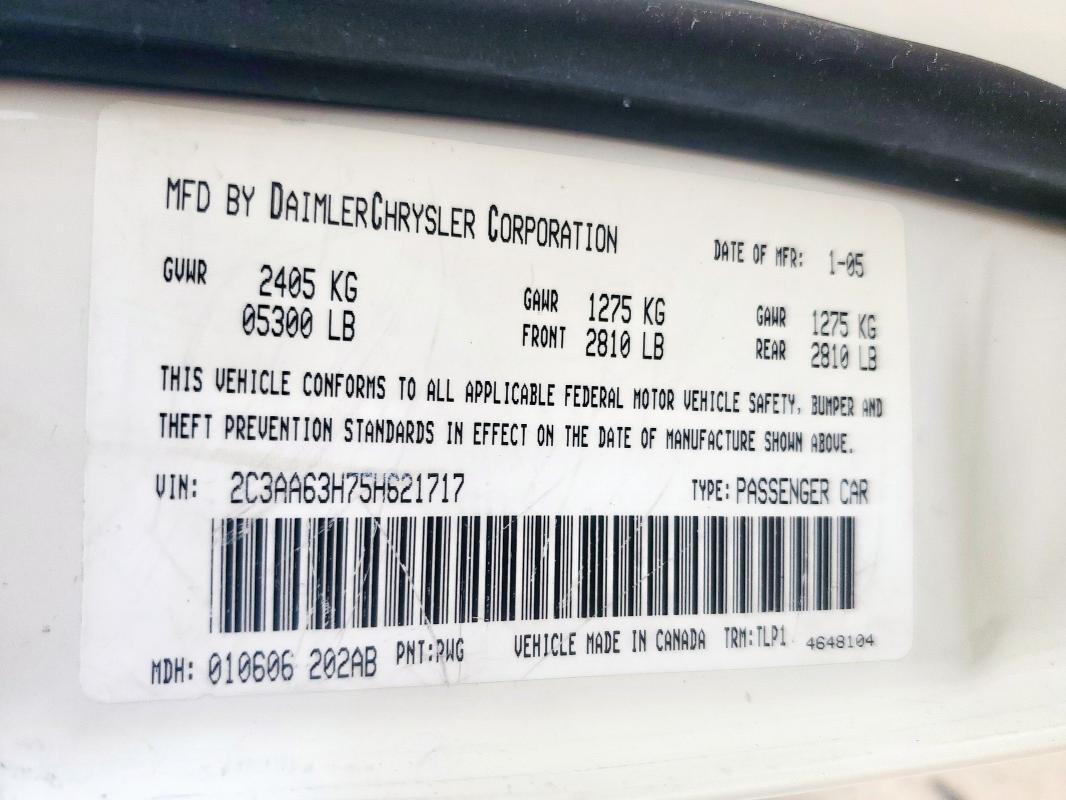 MFD BY DAIMLERCHRYSLER CORPORATION DATE OF MFR: 1-05
GVWR 2405 KG GAWR 1275 KG GAWR 1275 KG
05300 LB FRONT 2810 LB REAR 2810 LB
THIS VEHICLE CONFORMS TO ALL APPLICABLE FEDERAL MOTOR VEHICLE SAFETY, BUMPER AND
THEFT PREVENTION STANDARDS IN EFFECT ON THE DATE OF MANUFACTURE SHOWN ABOVE.
VIN: 2C3AA63H75H621717 TYPE: PASSENGER CAR
MDH: 010606 202AB PNT:PWG VEHICLE MADE IN CANADA TRM:TLP1 4648104